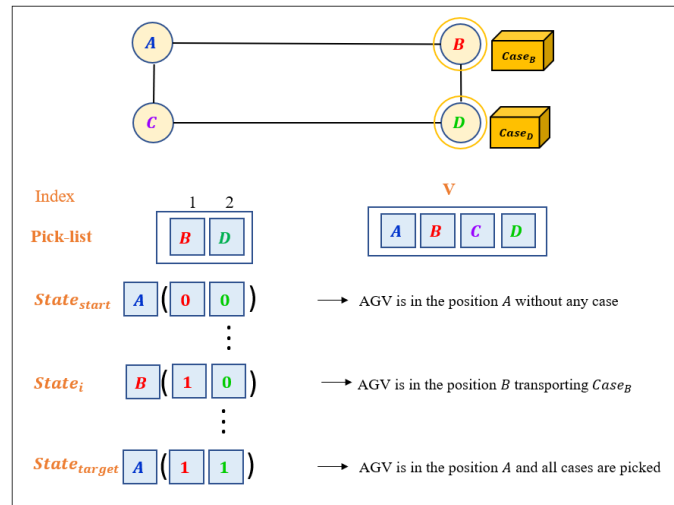 A B Case_B
C D Case_D
V
Index 1 2
Pick-list B D A B C D
State_start A ( 0 0 ) AGV is in the position A without any case
⋮
State_i B ( 1 0 ) AGV is in the position B transporting Case_B
⋮
State_target A ( 1 1 ) AGV is in the position A and all cases are picked